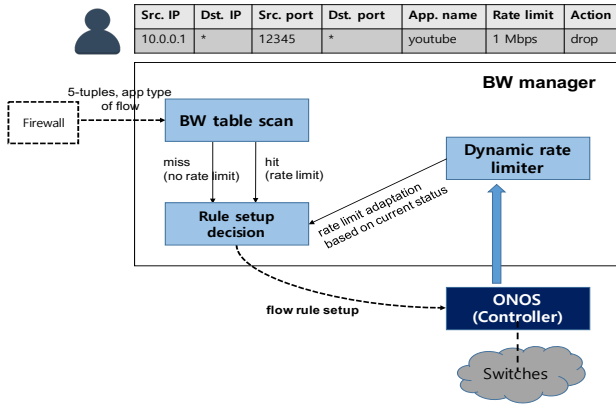 Src. IP Dst. IP Src. port Dst. port App. name Rate limit Action
10.0.0.1 * 12345 * youtube 1 Mbps drop
BW manager
5-tuples, app type
of flow
Firewall
BW table scan
miss
(no rate limit)
hit
(rate limit)
Dynamic rate
limiter
rate limit adaptation
based on current status
Rule setup
decision
flow rule setup
ONOS
(Controller)
Switches